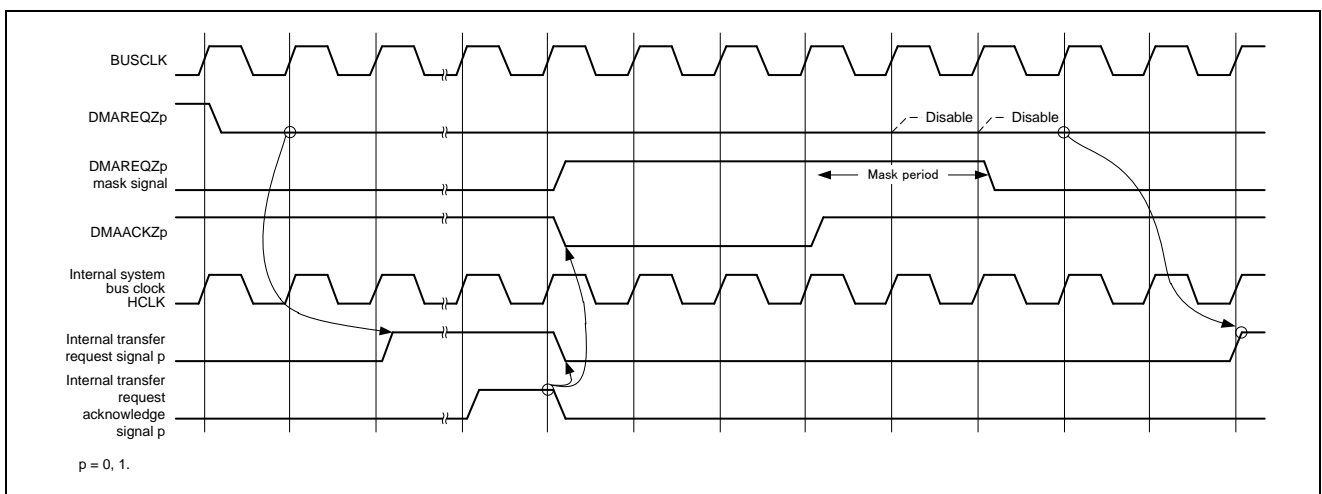 BUSCLK
DMAREQZp
Disable
Disable
DMAREQZp
mask signal
Mask period
DMAACKZp
Internal system
bus clock
HCLK
Internal transfer
request signal p
Internal transfer
request
acknowledge
signal p
p = 0, 1.